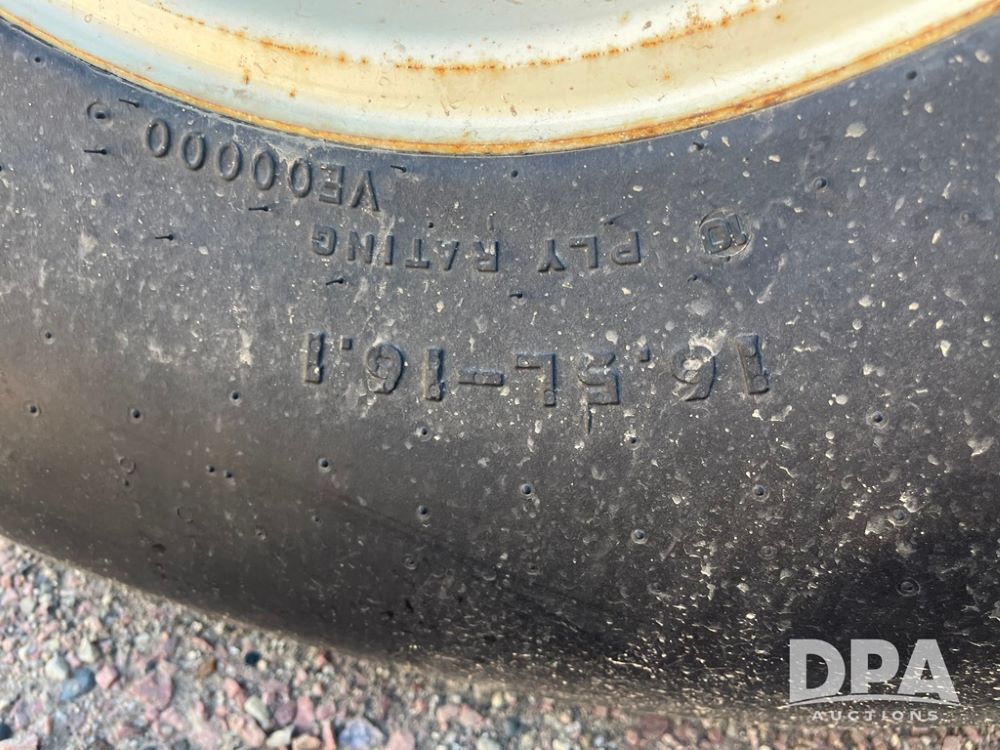 16.5L-16.1
10 PLY RATING
VE00000
DPA
AUCTIONS